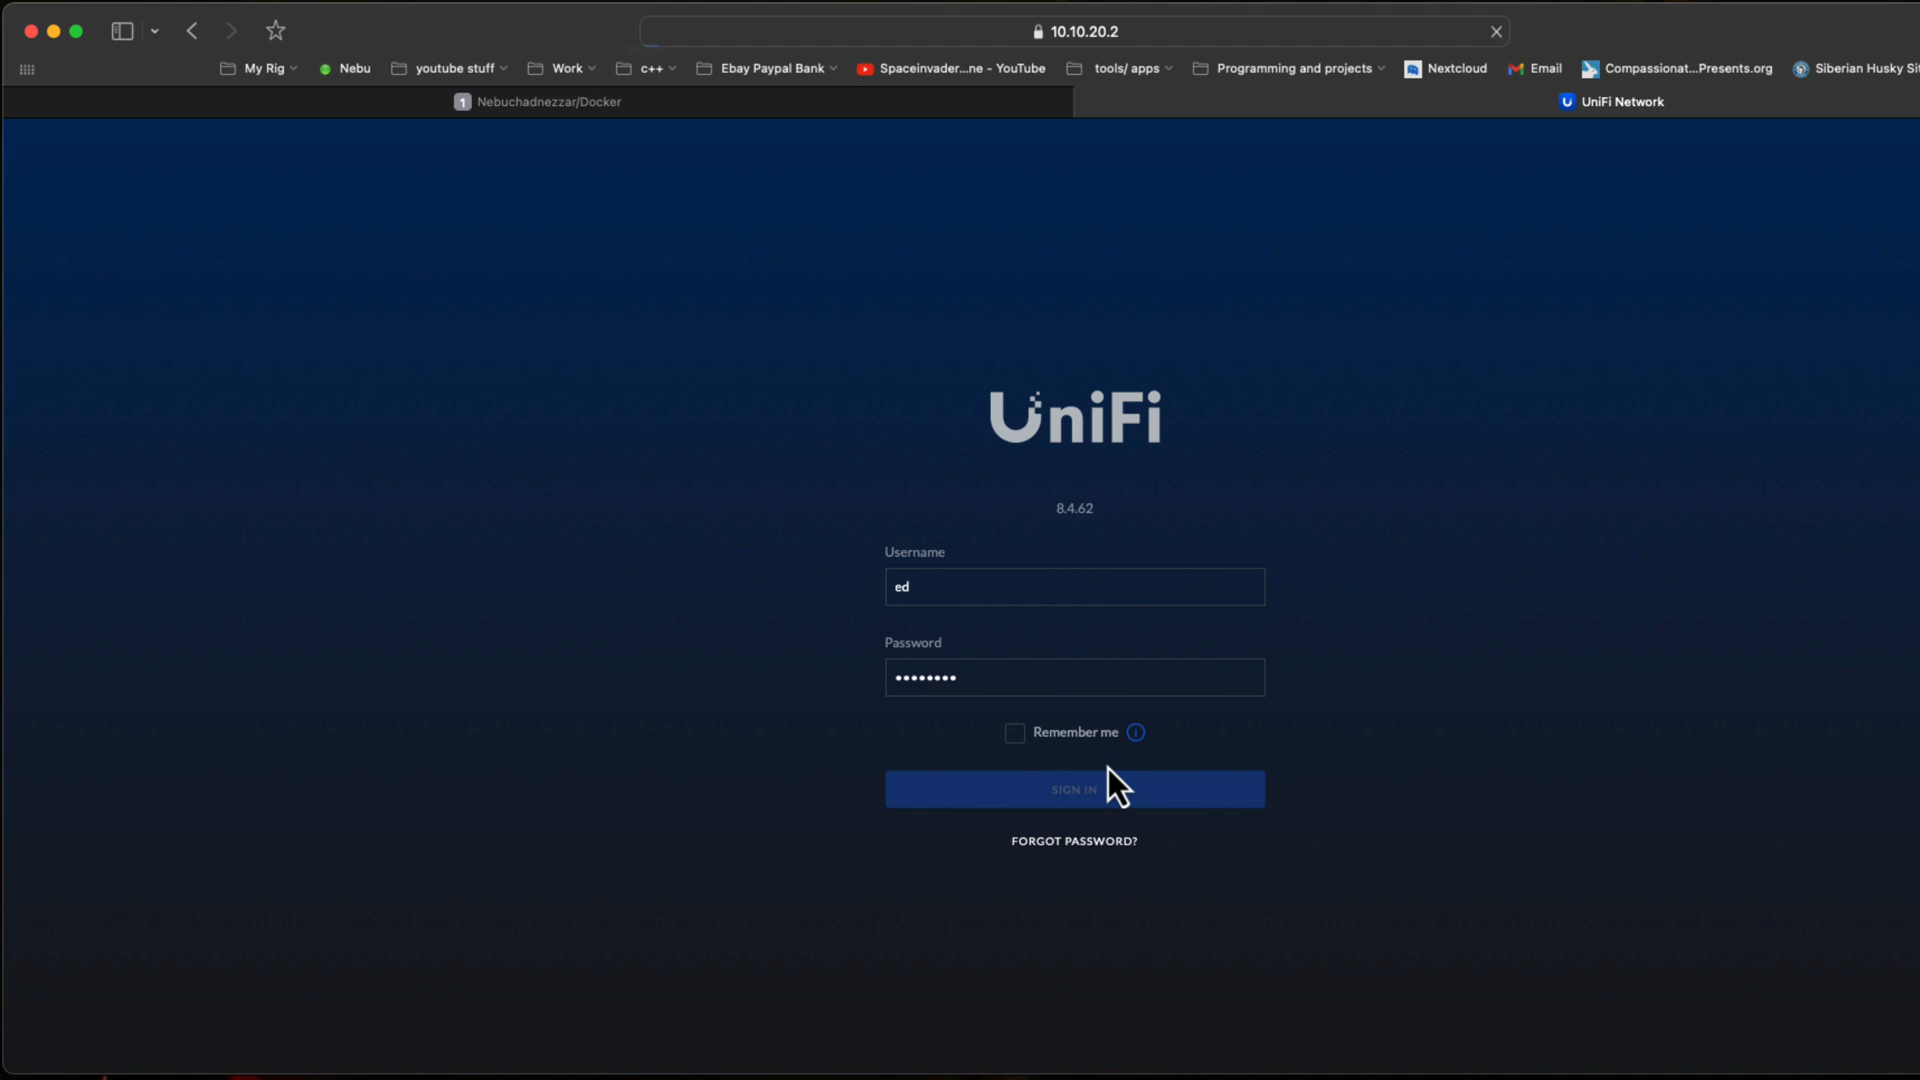 10.10.20.2
My Rig Nebu youtube stuff Work c++ Ebay Paypal Bank Spaceinvader...ne - YouTube tools/ apps Programming and projects Nextcloud Email Compassionat...Presents.org Siberian Husky Sit
1 Nebuchadnezzar/Docker U UniFi Network
UniFi
8.4.62
Username
ed
Password
••••••••
Remember me i
SIGN IN
FORGOT PASSWORD?